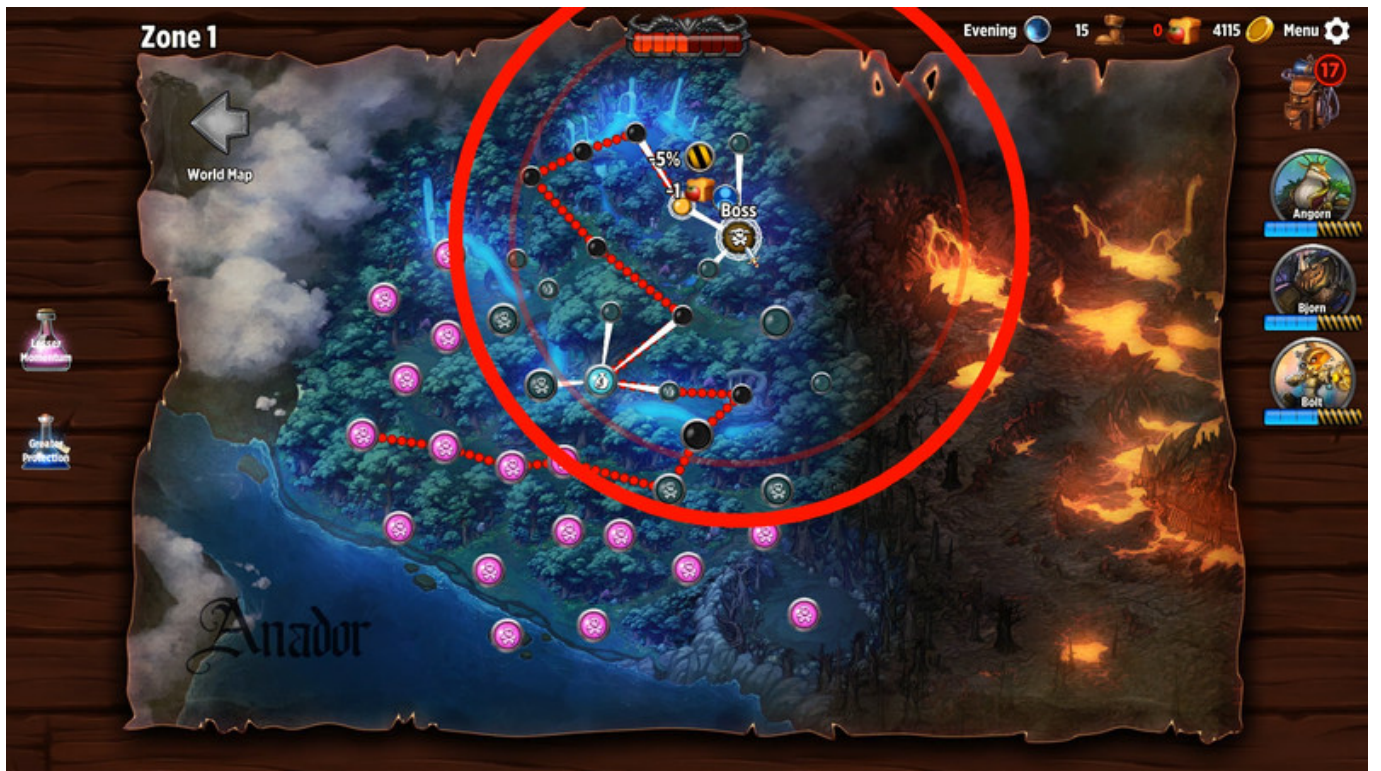 Zone 1
Evening 15 0 4115 Menu
17
World Map
-5%
-1
Boss
Angorn
Bjorn
Bolt
Lesser
Momentum
Greater
Protection
Anador